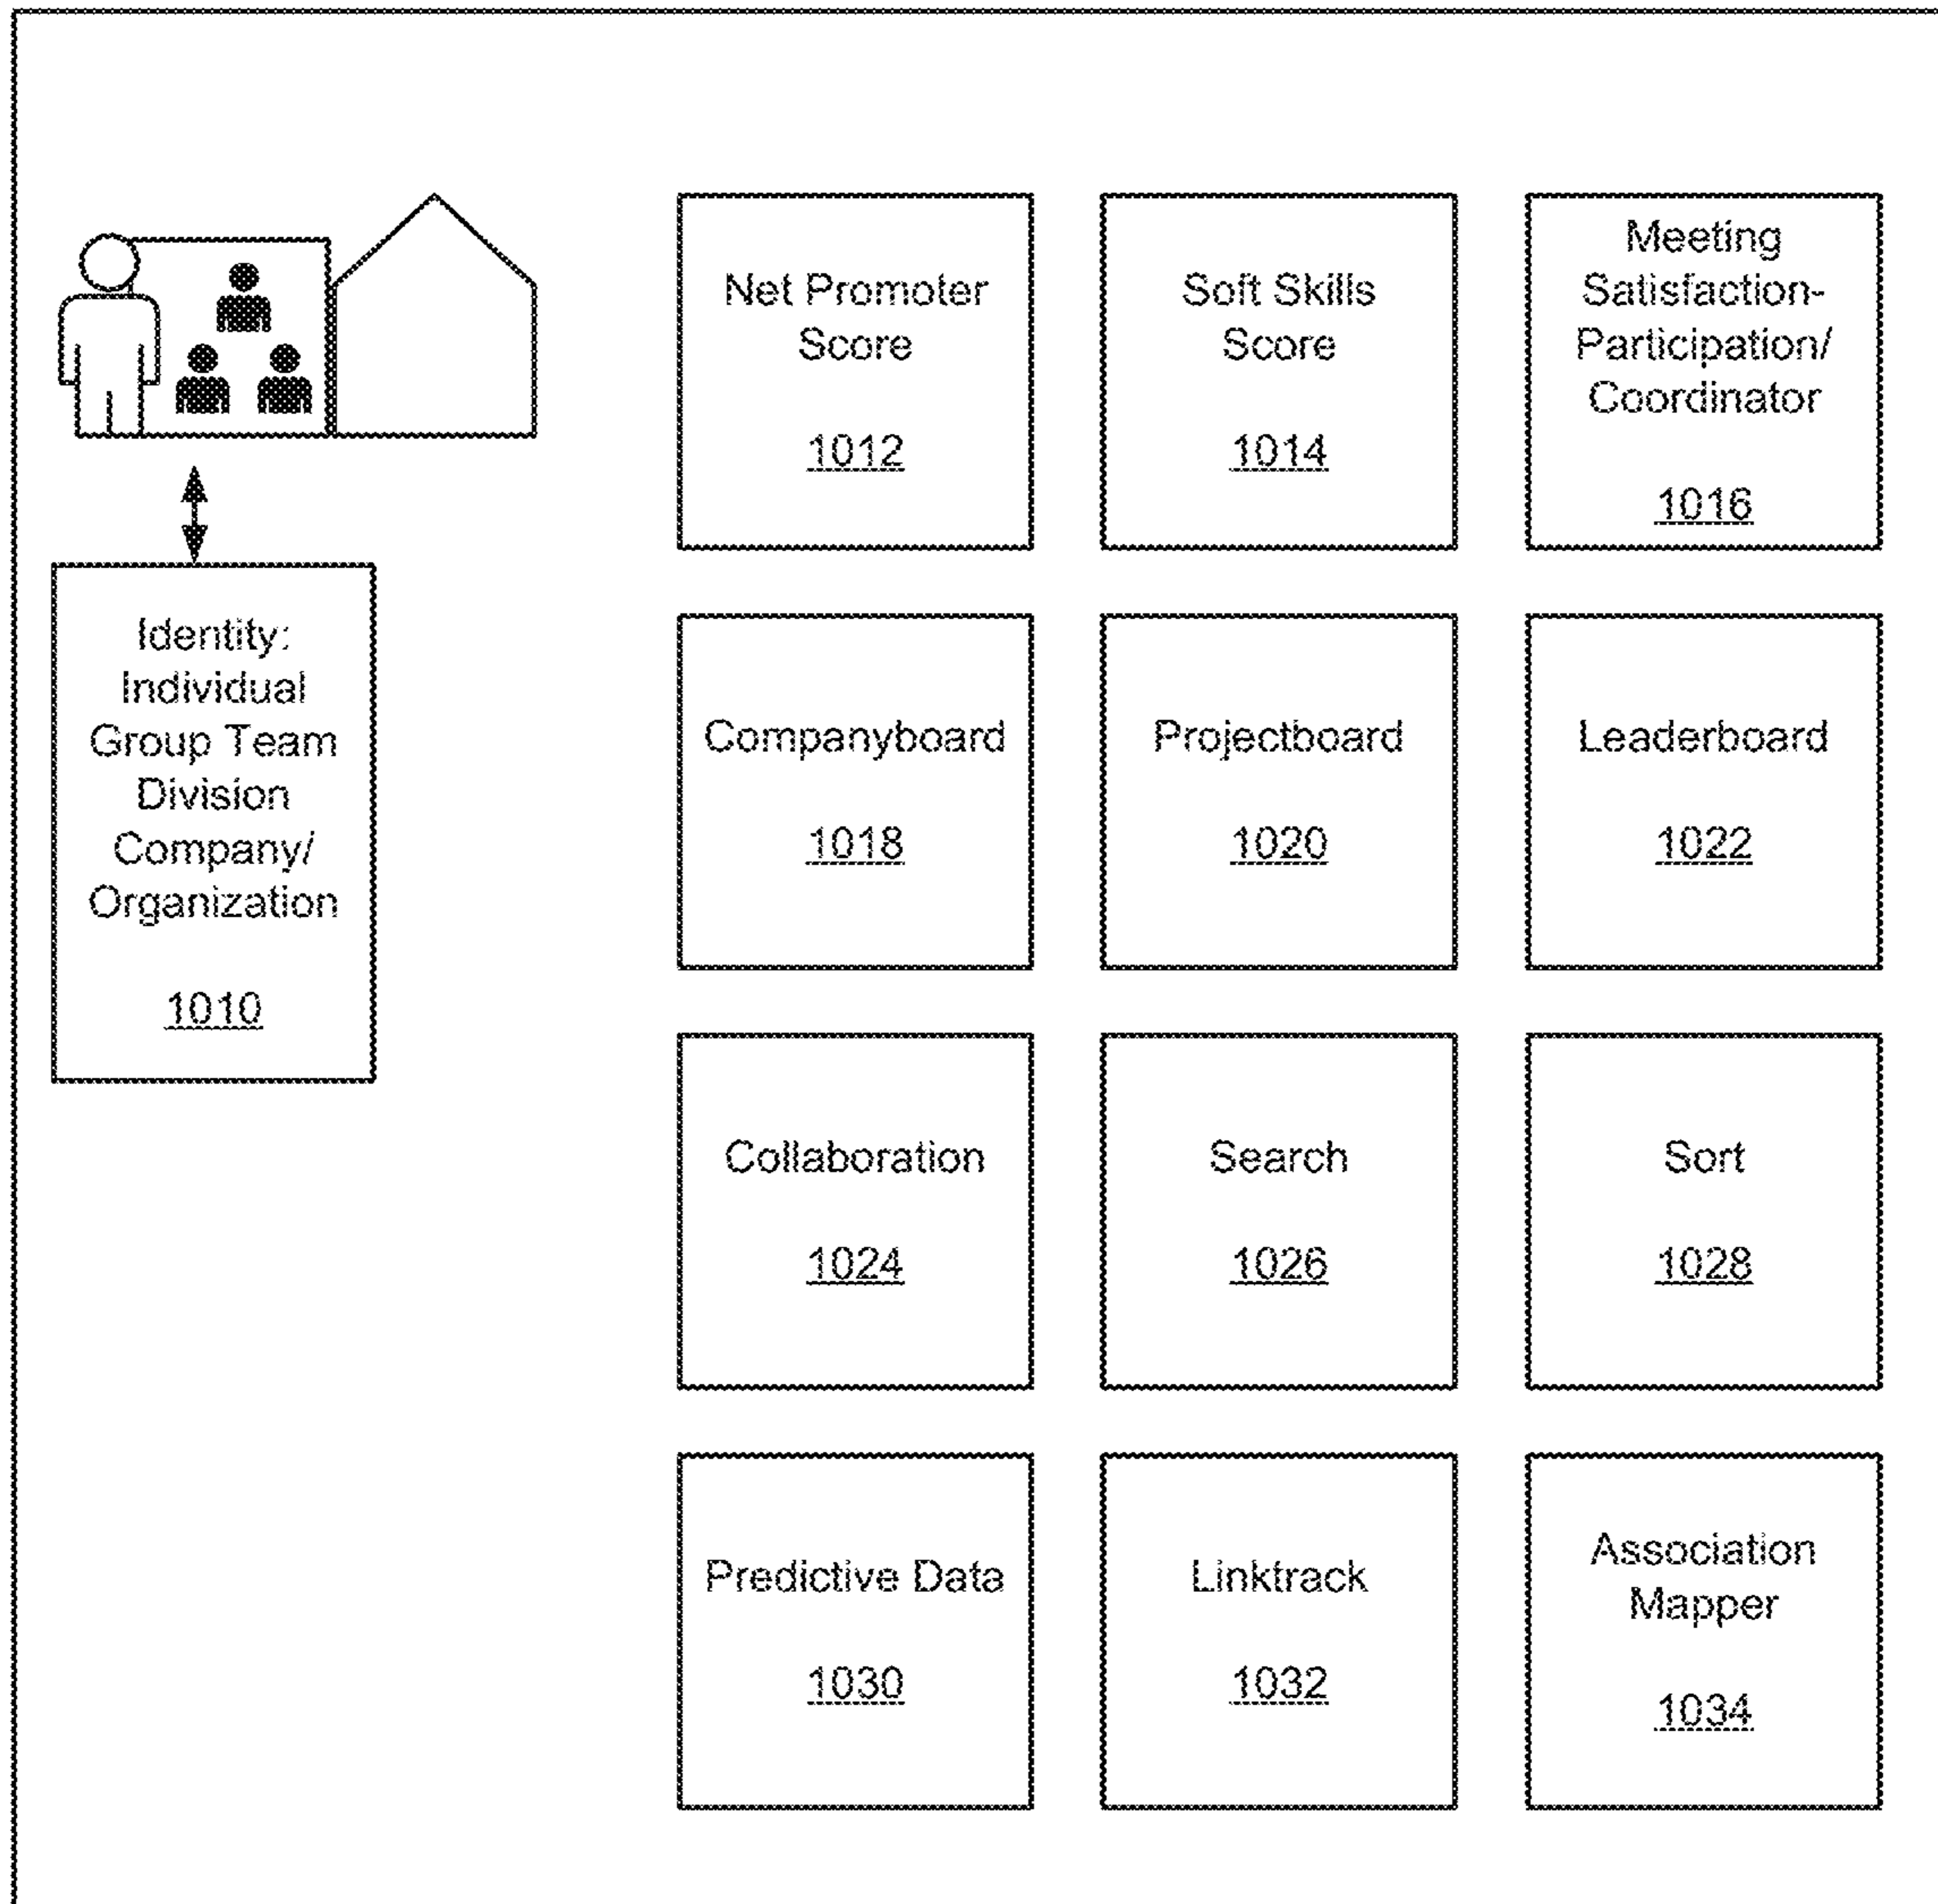 Net Promoter
Score
1012
Soft Skills
Score
1014
Meeting
Satisfaction-
Participation/
Coordinator
1016
Identity:
Individual
Group Team
Division
Company/
Organization
1010
Companyboard
1018
Projectboard
1020
Leaderboard
1022
Collaboration
1024
Search
1026
Sort
1028
Predictive Data
1030
Linktrack
1032
Association
Mapper
1034